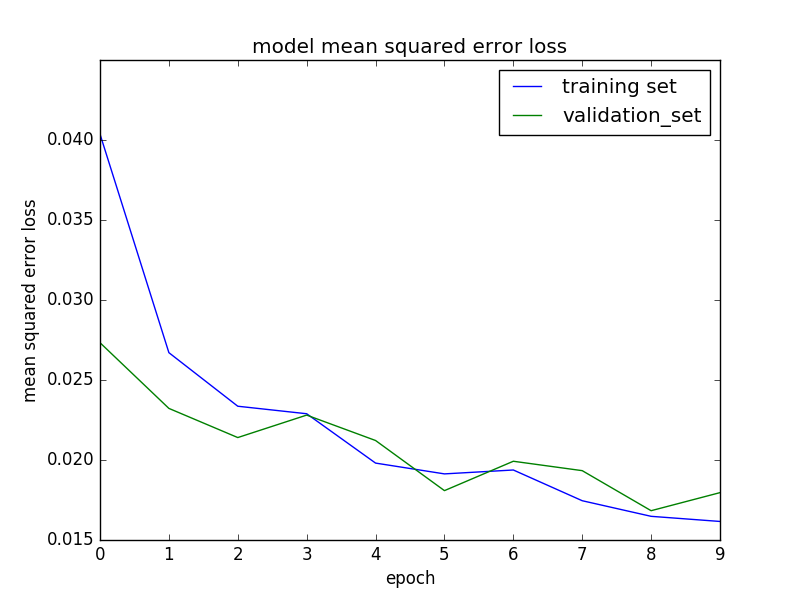 model mean squared error loss
training set
validation_set
mean squared error loss
0.040
0.035
0.030
0.025
0.020
0.015
0 1 2 3 4 5 6 7 8 9
epoch